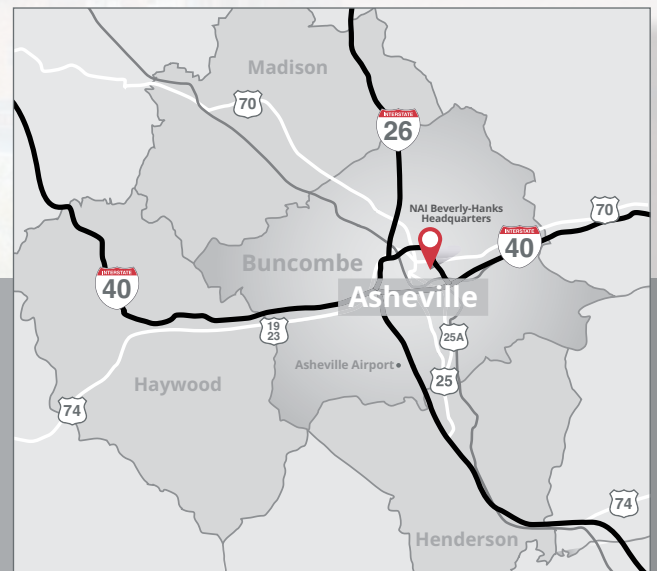 Madison
70
INTERSTATE
26
NAI Beverly-Hanks
Headquarters
70
INTERSTATE
40
Buncombe
INTERSTATE
40
Asheville
19
23
25A
Asheville Airport
25
Haywood
74
74
Henderson